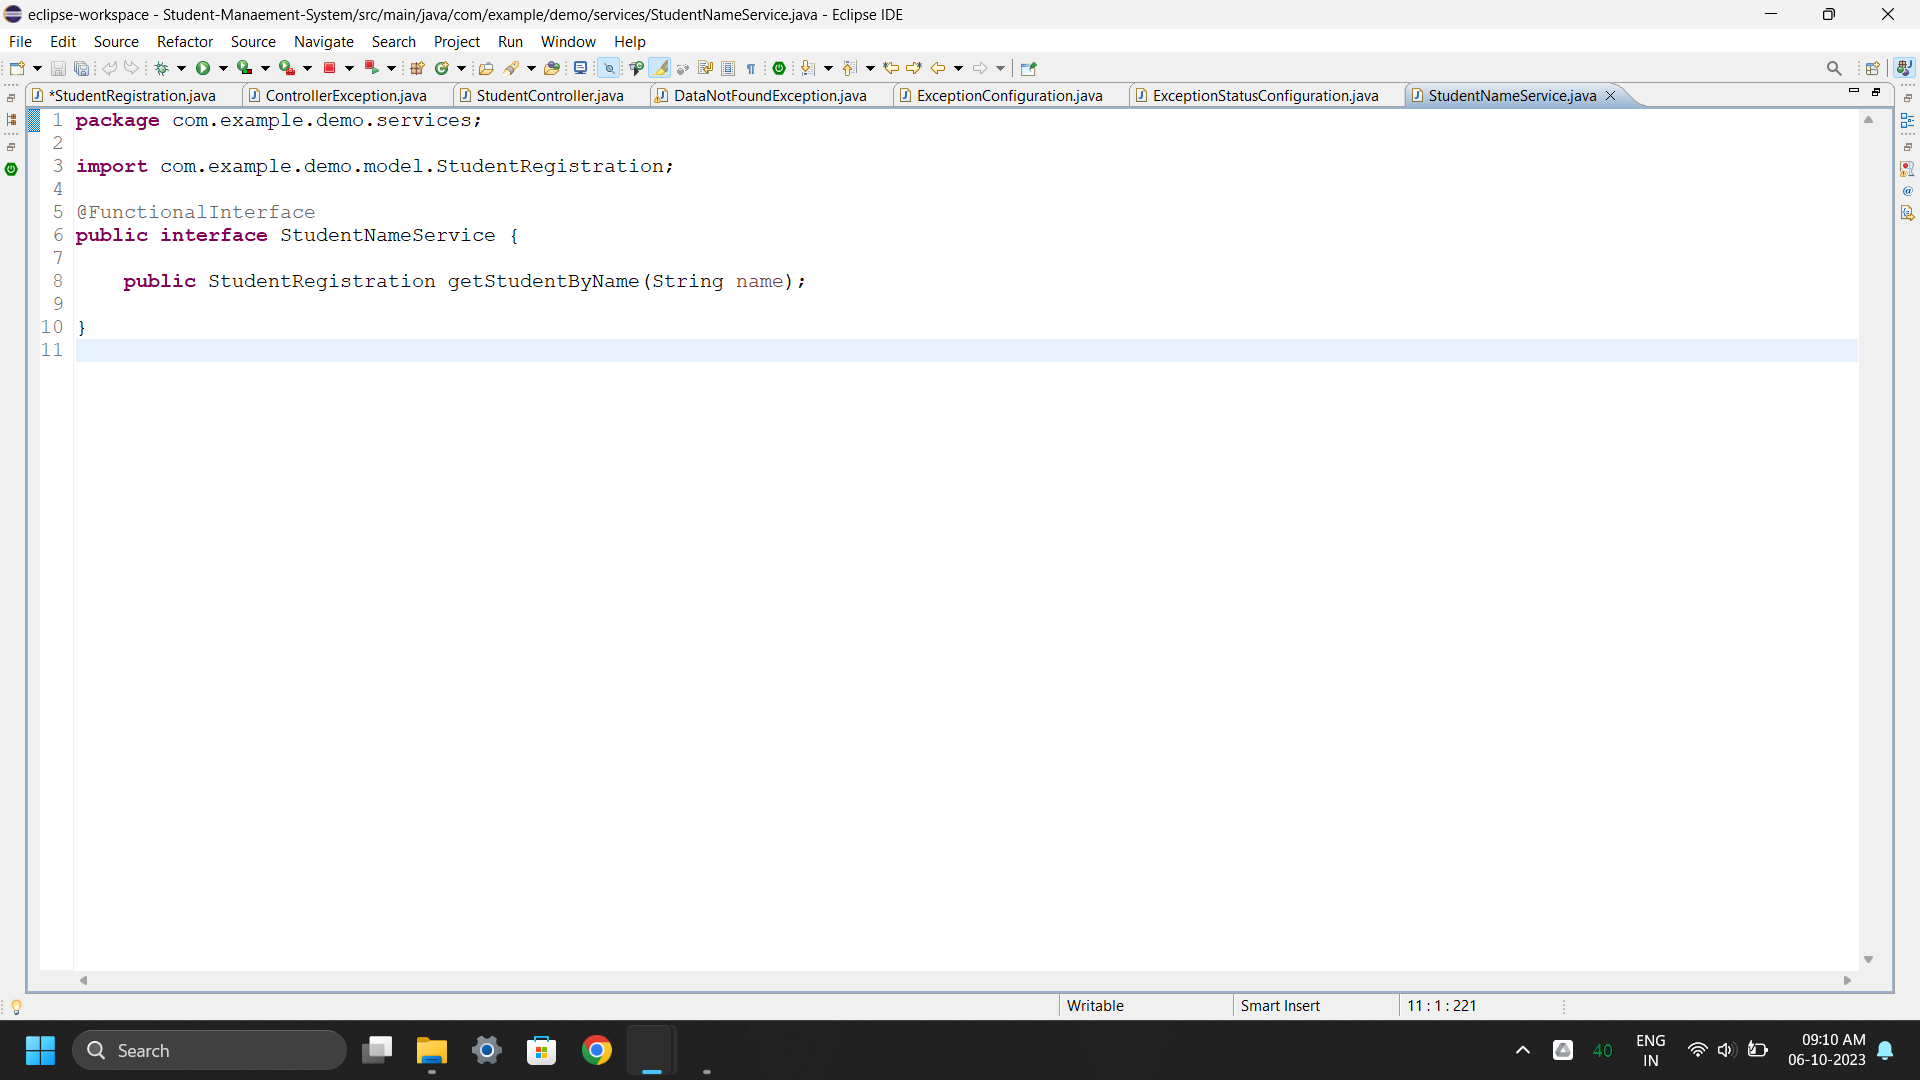 eclipse-workspace - Student-Manaement-System/src/main/java/com/example/demo/services/StudentNameService.java - Eclipse IDE
File Edit Source Refactor Source Navigate Search Project Run Window Help
*StudentRegistration.java ControllerException.java StudentController.java DataNotFoundException.java ExceptionConfiguration.java ExceptionStatusConfiguration.java StudentNameService.java
1 package com.example.demo.services;
2
3 import com.example.demo.model.StudentRegistration;
4
5 @FunctionalInterface
6 public interface StudentNameService {
7
8 public StudentRegistration getStudentByName(String name);
9
10 }
11
Writable Smart Insert 11 : 1 : 221
Search 40 ENG IN 09:10 AM 06-10-2023